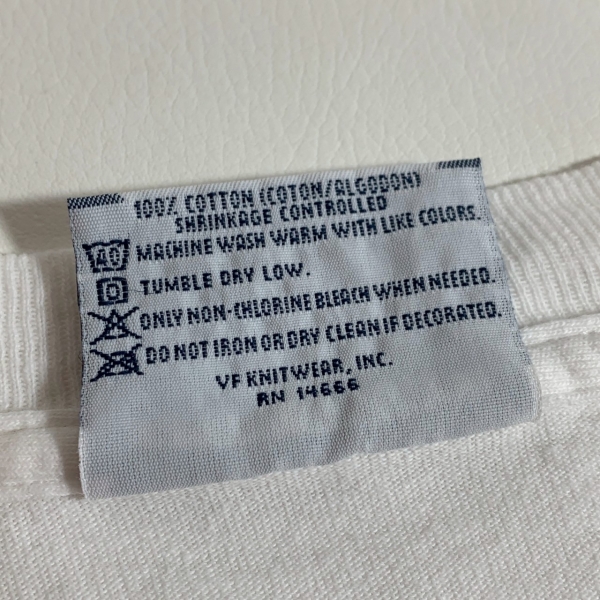 100% COTTON (COTON/ALGODON)
SHRINKAGE CONTROLLED
40 MACHINE WASH WARM WITH LIKE COLORS.
TUMBLE DRY LOW.
ONLY NON-CHLORINE BLEACH WHEN NEEDED.
DO NOT IRON OR DRY CLEAN IF DECORATED.
VF KNITWEAR, INC.
RN 14666